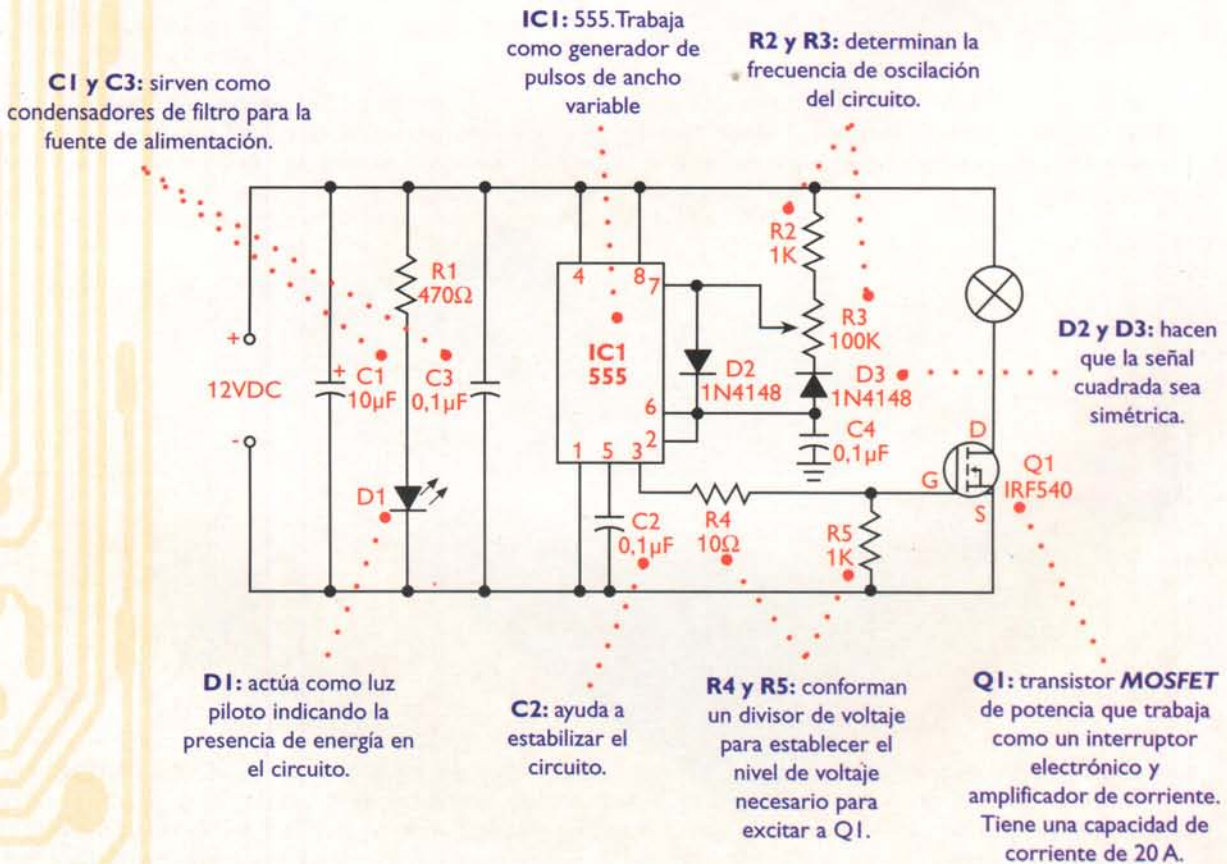 IC1: 555.Trabaja
como generador de
pulsos de ancho
variable
R2 y R3: determinan la
frecuencia de oscilación
del circuito.
C1 y C3: sirven como
condensadores de filtro para la
fuente de alimentación.
R2
1K
R1
470Ω
4
8
7
R3
100K
IC1
555
D2
1N4148
D3
1N4148
D2 y D3: hacen
que la señal
cuadrada sea
simétrica.
+
12VDC
-
+
C1
10µF
C3
0,1µF
6
2
1
5
3
C4
0,1µF
D
G
S
Q1
IRF540
D1
C2
0,1µF
R4
10Ω
R5
1K
D1: actúa como luz
piloto indicando la
presencia de energía en
el circuito.
C2: ayuda a
estabilizar el
circuito.
R4 y R5: conforman
un divisor de voltaje
para establecer el
nivel de voltaje
necesario para
excitar a Q1.
Q1: transistor MOSFET
de potencia que trabaja
como un interruptor
electrónico y
amplificador de corriente.
Tiene una capacidad de
corriente de 20 A.